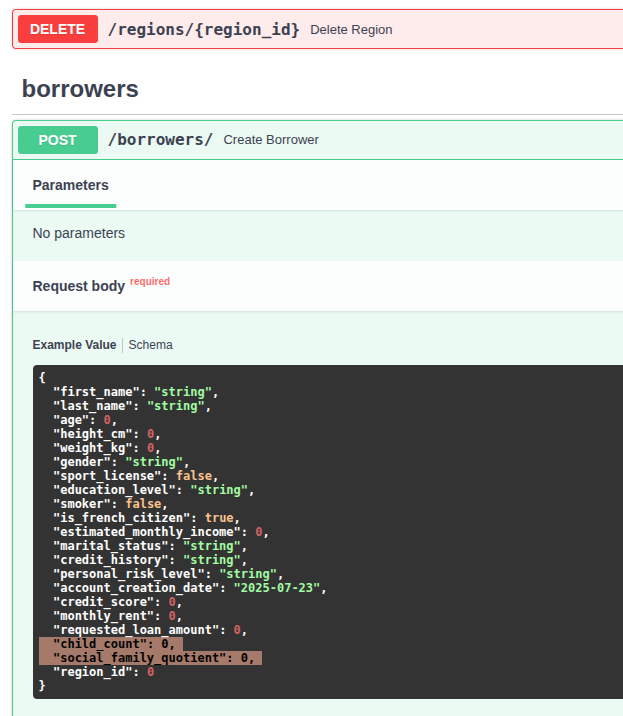 DELETE /regions/{region_id} Delete Region
borrowers
POST /borrowers/ Create Borrower
Parameters
No parameters
Request body required
Example Value | Schema
{
  "first_name": "string",
  "last_name": "string",
  "age": 0,
  "height_cm": 0,
  "weight_kg": 0,
  "gender": "string",
  "sport_license": false,
  "education_level": "string",
  "smoker": false,
  "is_french_citizen": true,
  "estimated_monthly_income": 0,
  "marital_status": "string",
  "credit_history": "string",
  "personal_risk_level": "string",
  "account_creation_date": "2025-07-23",
  "credit_score": 0,
  "monthly_rent": 0,
  "requested_loan_amount": 0,
  "child_count": 0,
  "social_family_quotient": 0,
  "region_id": 0
}